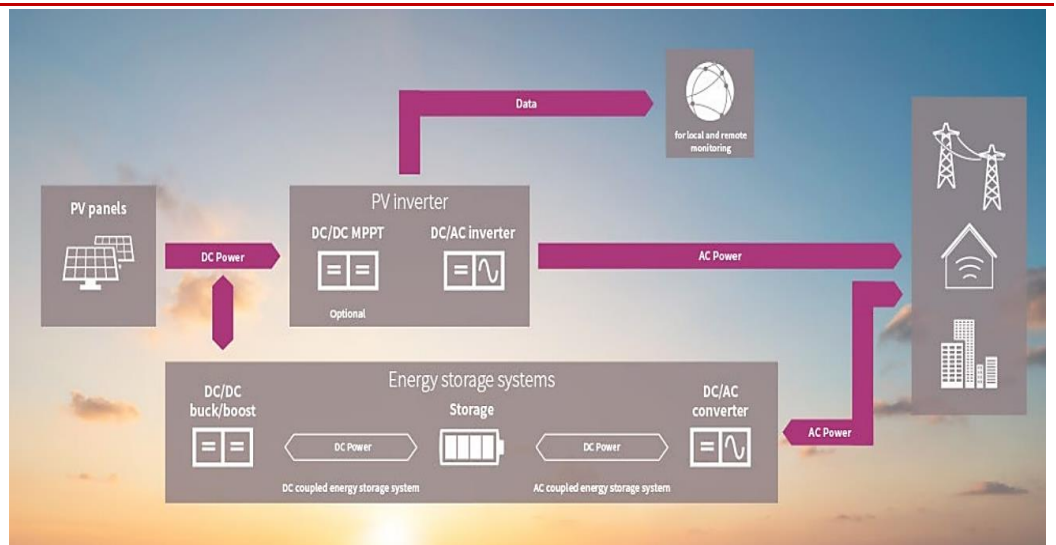 Data
for local and remote
monitoring
PV panels
DC Power
PV inverter
DC/DC MPPT
DC/AC inverter
Optional
AC Power
Energy storage systems
DC/DC
buck/boost
Storage
DC/AC
converter
DC Power
DC Power
AC Power
DC coupled energy storage system
AC coupled energy storage system